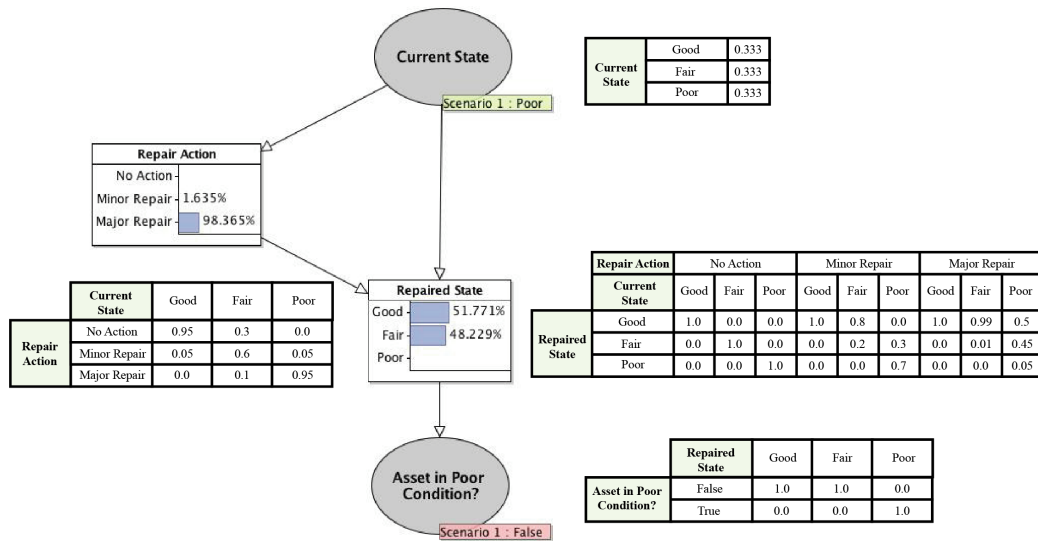 Current State
Scenario 1 : Poor
Current State
Good 0.333
Fair 0.333
Poor 0.333
Repair Action
No Action
Minor Repair 1.635%
Major Repair 98.365%
Repaired State
Good 51.771%
Fair 48.229%
Poor
Current State Good Fair Poor
Repair Action
No Action 0.95 0.3 0.0
Minor Repair 0.05 0.6 0.05
Major Repair 0.0 0.1 0.95
Repair Action No Action Minor Repair Major Repair
Current State Good Fair Poor Good Fair Poor Good Fair Poor
Repaired State
Good 1.0 0.0 0.0 1.0 0.8 0.0 1.0 0.99 0.5
Fair 0.0 1.0 0.0 0.0 0.2 0.3 0.0 0.01 0.45
Poor 0.0 0.0 1.0 0.0 0.0 0.7 0.0 0.0 0.05
Asset in Poor
Condition?
Scenario 1 : False
Repaired State Good Fair Poor
Asset in Poor Condition?
False 1.0 1.0 0.0
True 0.0 0.0 1.0